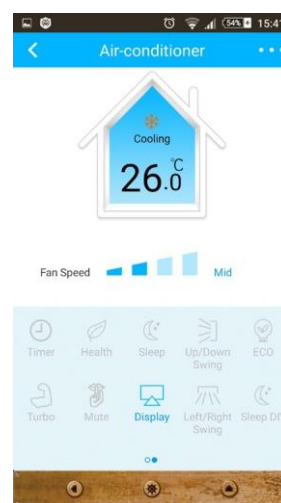 54% 15:41
Air-conditioner
Cooling
26.0 °C
Fan Speed Mid
Timer Health Sleep Up/Down Swing ECO
Turbo Mute Display Left/Right Swing